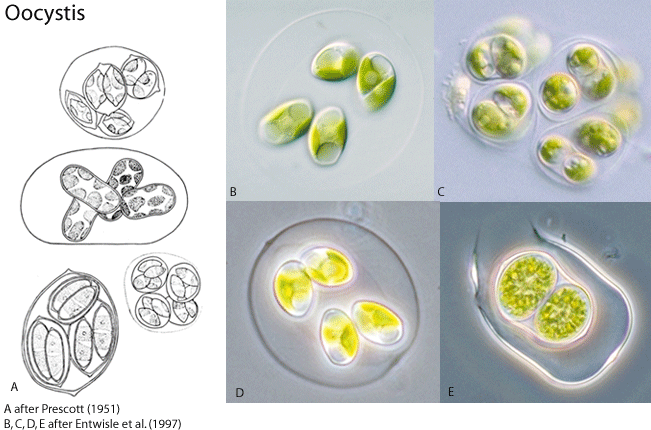 Oocystis
B
C
D
E
A
A after Prescott (1951)
B, C, D, E after Entwisle et al. (1997)